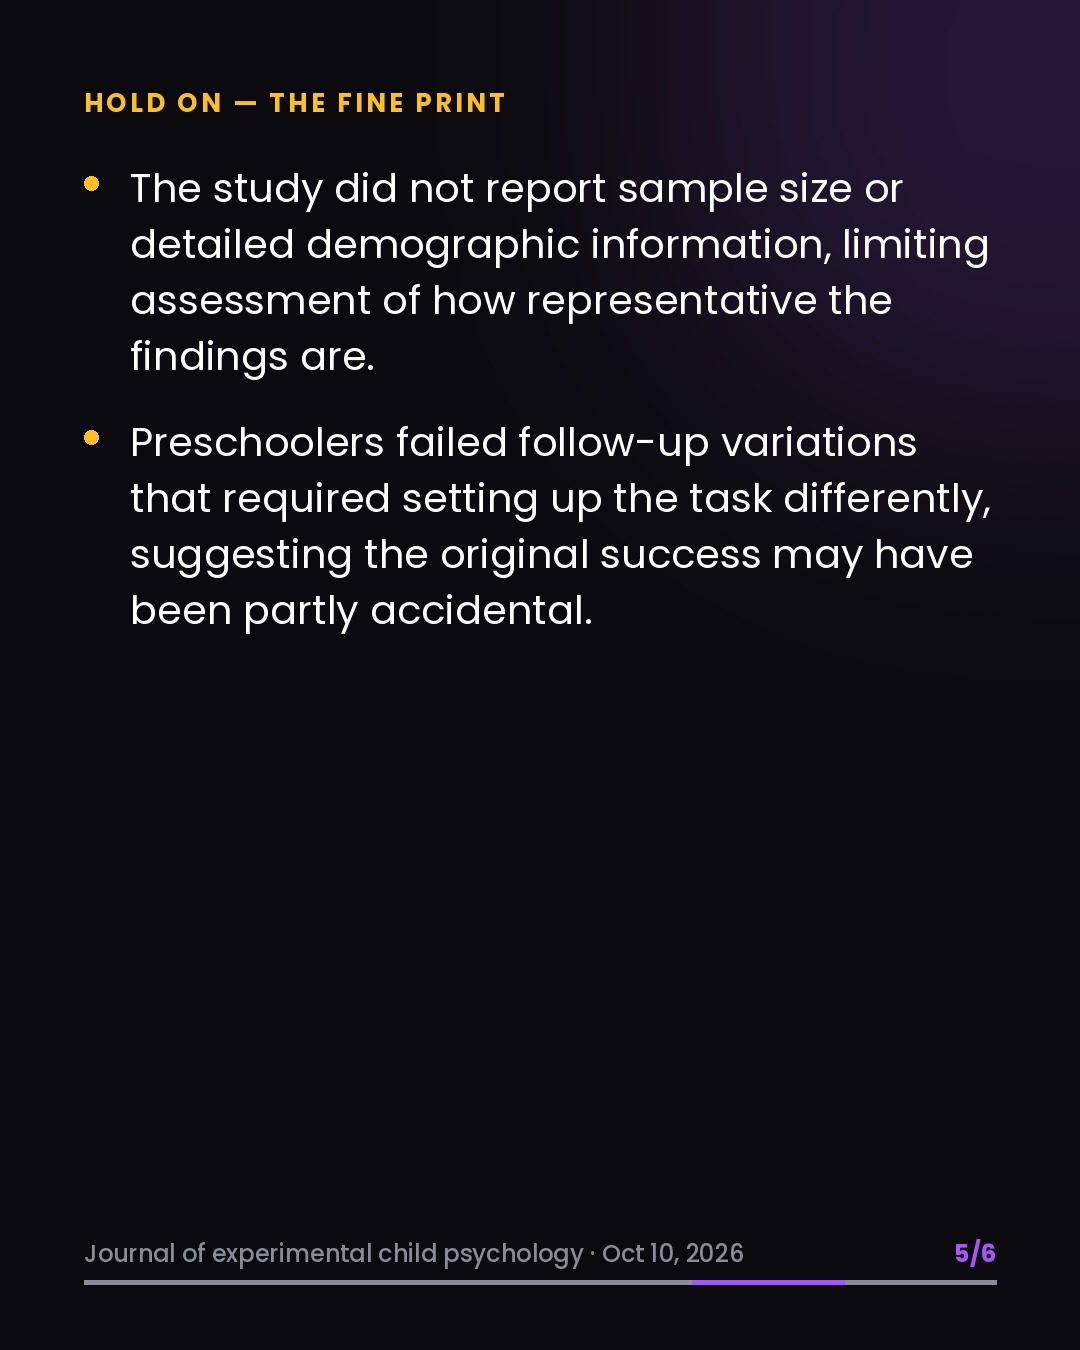 HOLD ON — THE FINE PRINT
The study did not report sample size or
detailed demographic information, limiting
assessment of how representative the
findings are.
Preschoolers failed follow-up variations
that required setting up the task differently,
suggesting the original success may have
been partly accidental.
Journal of experimental child psychology · Oct 10, 2026
5/6